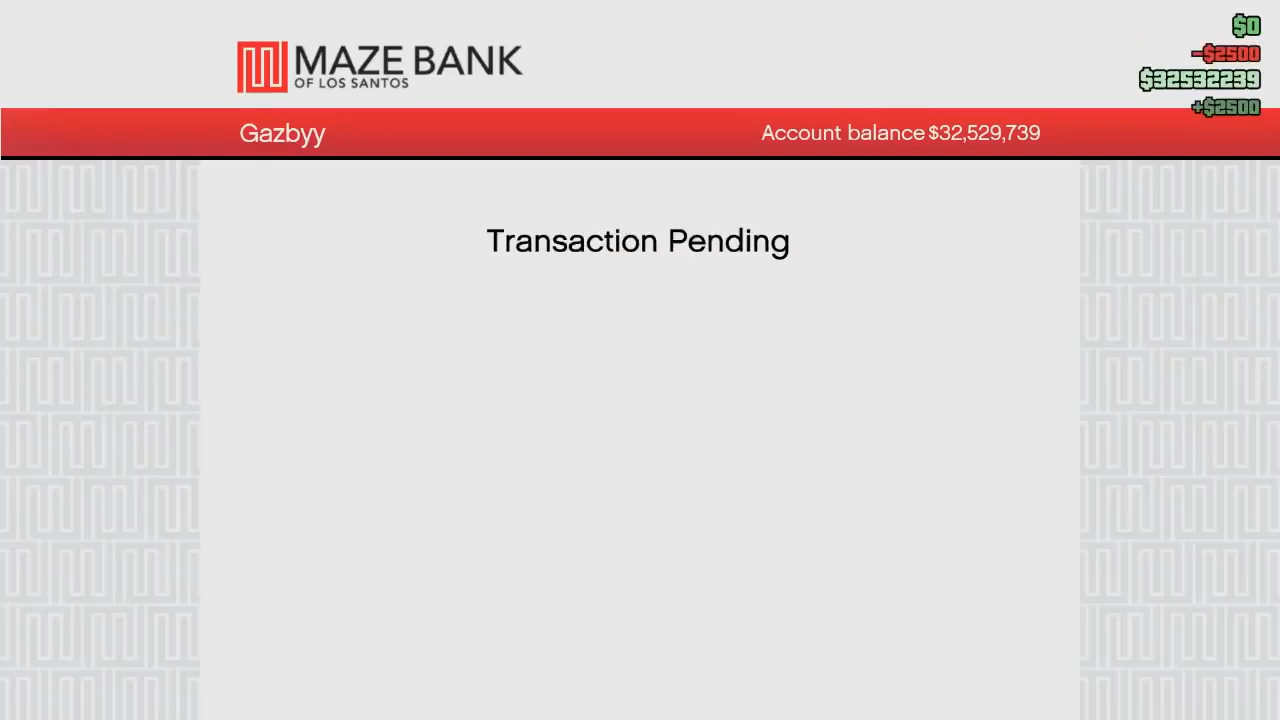 MAZE BANK
OF LOS SANTOS
$0
-$2500
$32532239
+$2500
Gazbyy
Account balance $32,529,739
Transaction Pending